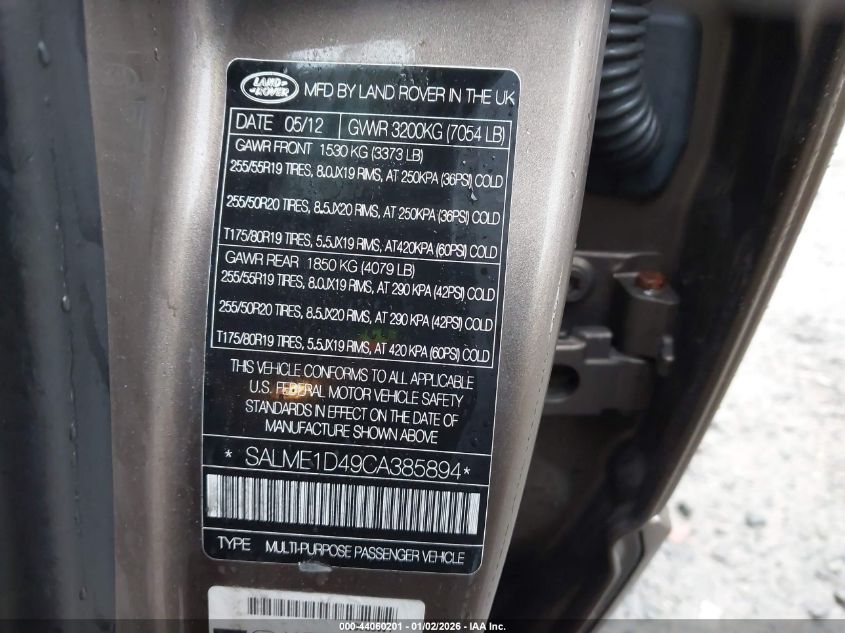 LAND-
-ROVER
MFD BY LAND ROVER IN THE UK
DATE 05/12 GVWR 3200KG (7054 LB)
GAWR FRONT 1530 KG (3373 LB)
255/55R19 TIRES, 8.0JX19 RIMS, AT 250KPA (36PSI) COLD
255/50R20 TIRES, 8.5JX20 RIMS, AT 250KPA (36PSI) COLD
T175/80R19 TIRES, 5.5JX19 RIMS, AT420KPA (60PSI) COLD
GAWR REAR 1850 KG (4079 LB)
255/55R19 TIRES, 8.0JX19 RIMS, AT 290 KPA (42PSI) COLD
255/50R20 TIRES, 8.5JX20 RIMS, AT 290 KPA (42PSI) COLD
T175/80R19 TIRES, 5.5JX19 RIMS, AT 420 KPA (60PSI) COLD
THIS VEHICLE CONFORMS TO ALL APPLICABLE
U.S. FEDERAL MOTOR VEHICLE SAFETY
STANDARDS IN EFFECT ON THE DATE OF
MANUFACTURE SHOWN ABOVE
* SALME1D49CA385894*
TYPE MULTI-PURPOSE PASSENGER VEHICLE
000-44060201 - 01/02/2026 - IAAI.COM